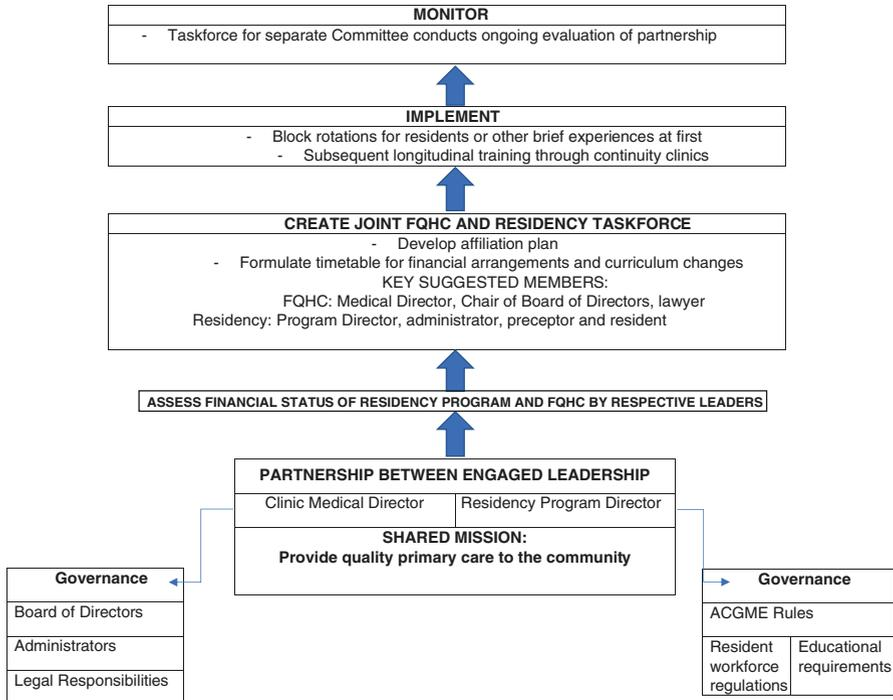 MONITOR
- Taskforce for separate Committee conducts ongoing evaluation of partnership
IMPLEMENT
- Block rotations for residents or other brief experiences at first
- Subsequent longitudinal training through continuity clinics
CREATE JOINT FQHC AND RESIDENCY TASKFORCE
- Develop affiliation plan
- Formulate timetable for financial arrangements and curriculum changes
KEY SUGGESTED MEMBERS:
FQHC: Medical Director, Chair of Board of Directors, lawyer
Residency: Program Director, administrator, preceptor and resident
ASSESS FINANCIAL STATUS OF RESIDENCY PROGRAM AND FQHC BY RESPECTIVE LEADERS
PARTNERSHIP BETWEEN ENGAGED LEADERSHIP
Clinic Medical Director
Residency Program Director
SHARED MISSION:
Provide quality primary care to the community
Governance
Board of Directors
Administrators
Legal Responsibilities
Governance
ACGME Rules
Resident
workforce
regulations
Educational
requirements